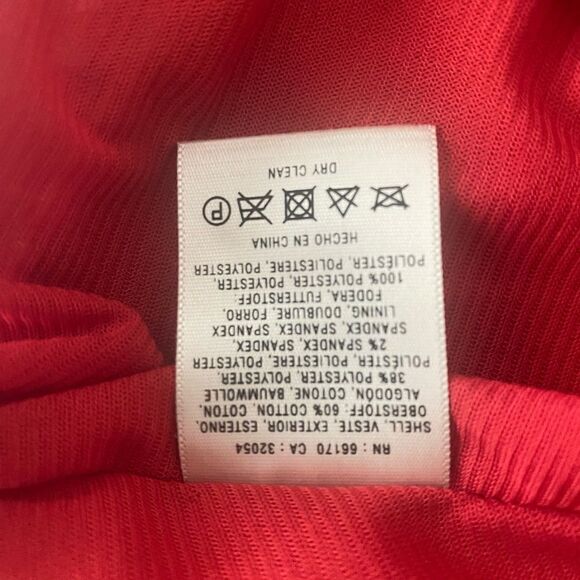 RN : 66170 CA : 32054
SHELL, VESTE, EXTERIOR, ESTERNO,
OBERSTOFF: 60% COTTON, COTON,
ALGODÓN, COTONE, BAUMWOLLE
38% POLYESTER, POLYESTER,
POLIÉSTER, POLIESTERE, POLYESTER
2% SPANDEX, SPANDEX,
SPANDEX, SPANDEX, SPANDEX
LINING, DOUBLURE, FORRO,
FODERA, FUTTERSTOFF:
100% POLYESTER, POLYESTER,
POLIÉSTER, POLIESTERE, POLYESTER
HECHO EN CHINA
P
DRY CLEAN